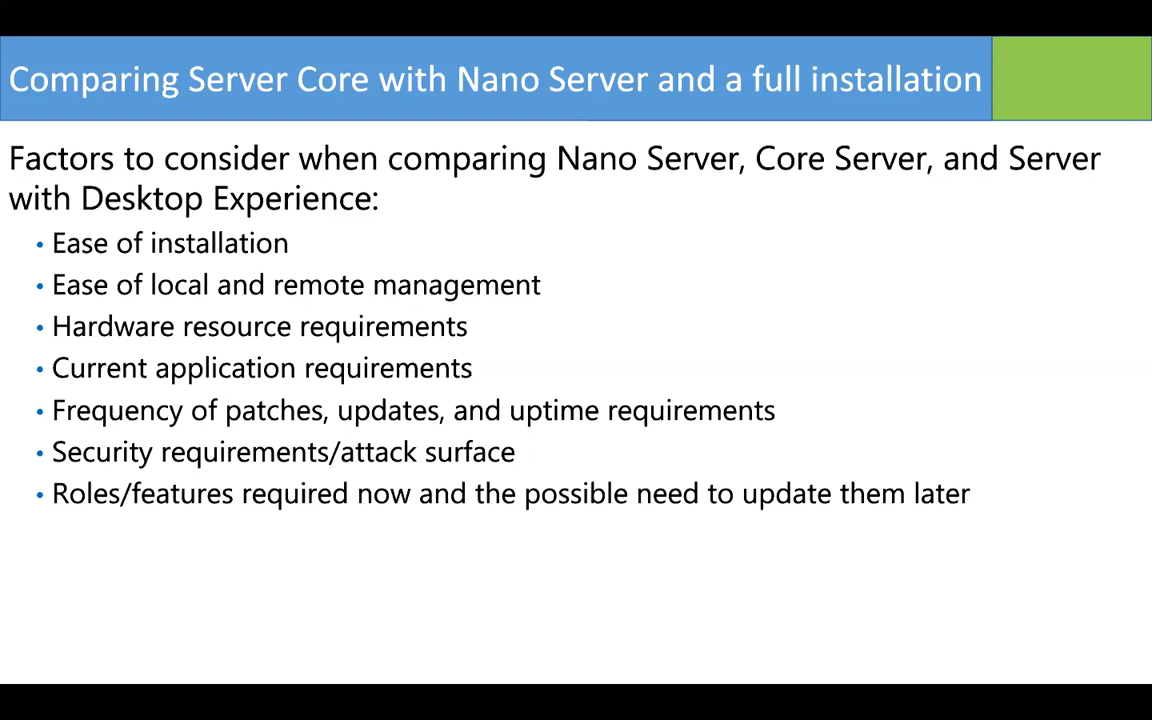 Comparing Server Core with Nano Server and a full installation
Factors to consider when comparing Nano Server, Core Server, and Server
with Desktop Experience:
• Ease of installation
• Ease of local and remote management
• Hardware resource requirements
• Current application requirements
• Frequency of patches, updates, and uptime requirements
• Security requirements/attack surface
• Roles/features required now and the possible need to update them later